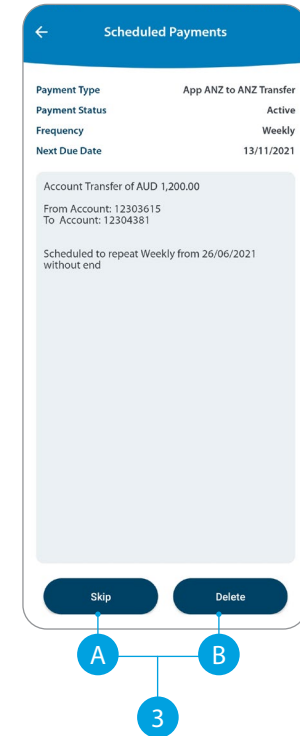 Scheduled Payments
Payment Type App ANZ to ANZ Transfer
Payment Status Active
Frequency Weekly
Next Due Date 13/11/2021
Account Transfer of AUD 1,200.00
From Account: 12303615
To Account: 12304381
Scheduled to repeat Weekly from 26/06/2021
without end
Skip Delete
A B
3